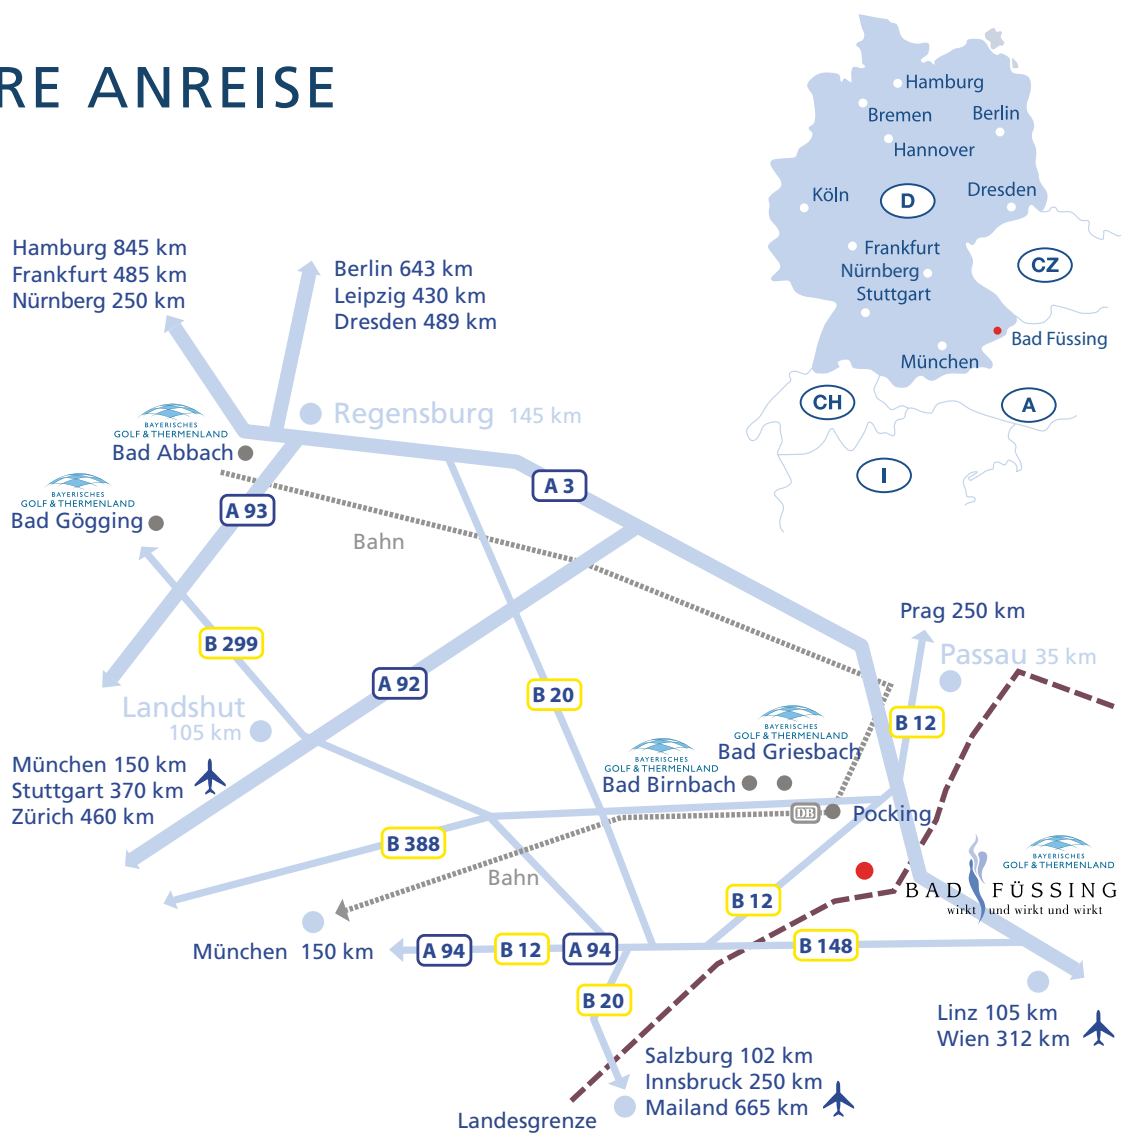 RE ANREISE
Hamburg
Bremen
Berlin
Hannover
Köln
D
Dresden
Frankfurt
Nürnberg
CZ
Stuttgart
Bad Füssing
München
CH
A
I
Hamburg 845 km
Frankfurt 485 km
Nürnberg 250 km
Berlin 643 km
Leipzig 430 km
Dresden 489 km
Regensburg 145 km
BAYERISCHES
GOLF & THERMENLAND
Bad Abbach
BAYERISCHES
GOLF & THERMENLAND
Bad Gögging
A 3
A 93
Bahn
Prag 250 km
B 299
Passau 35 km
A 92
B 20
Landshut
105 km
B 12
BAYERISCHES
GOLF & THERMENLAND
Bad Griesbach
BAYERISCHES
GOLF & THERMENLAND
Bad Birnbach
München 150 km
Stuttgart 370 km
Zürich 460 km
DB
Pocking
B 388
Bahn
BAYERISCHES
GOLF & THERMENLAND
BAD FÜSSING
wirkt und wirkt und wirkt
B 12
München 150 km
A 94
B 12
A 94
B 148
B 20
Linz 105 km
Wien 312 km
Salzburg 102 km
Innsbruck 250 km
Mailand 665 km
Landesgrenze